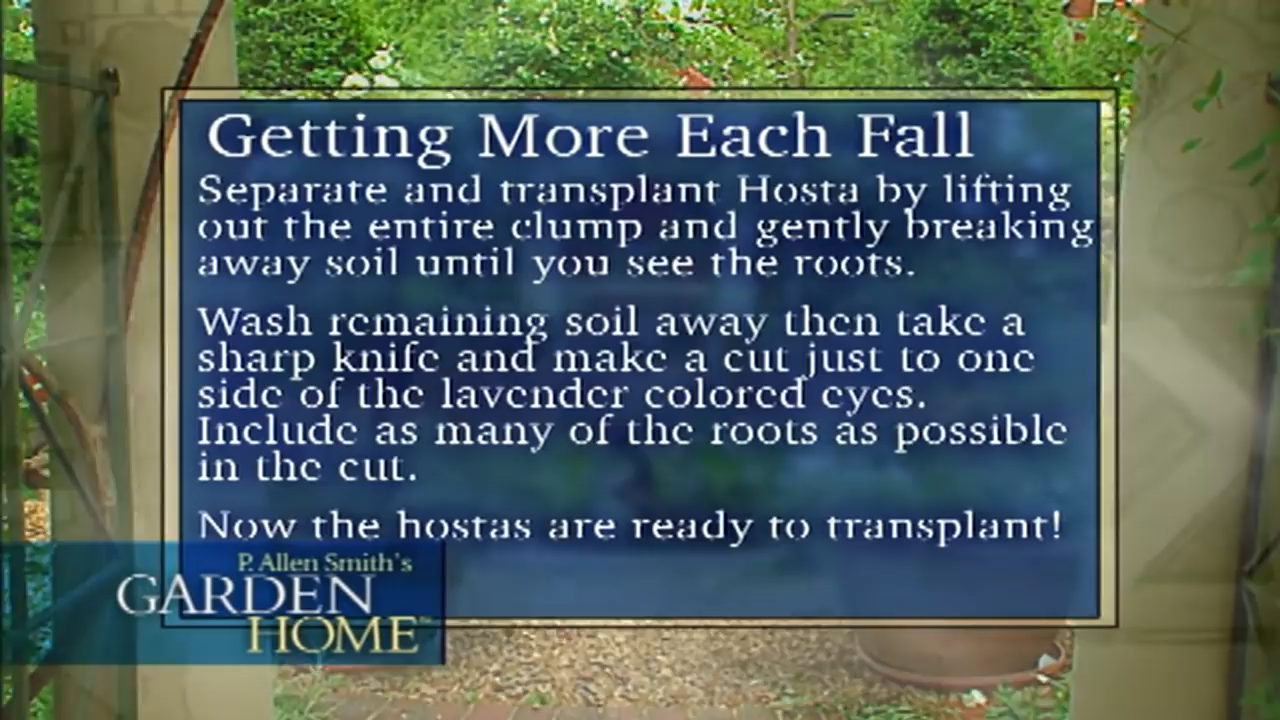 Getting More Each Fall
Separate and transplant Hosta by lifting
out the entire clump and gently breaking
away soil until you see the roots.
Wash remaining soil away then take a
sharp knife and make a cut just to one
side of the lavender colored eyes.
Include as many of the roots as possible
in the cut.
Now the hostas are ready to transplant!
P. Allen Smith's
GARDEN
HOME™